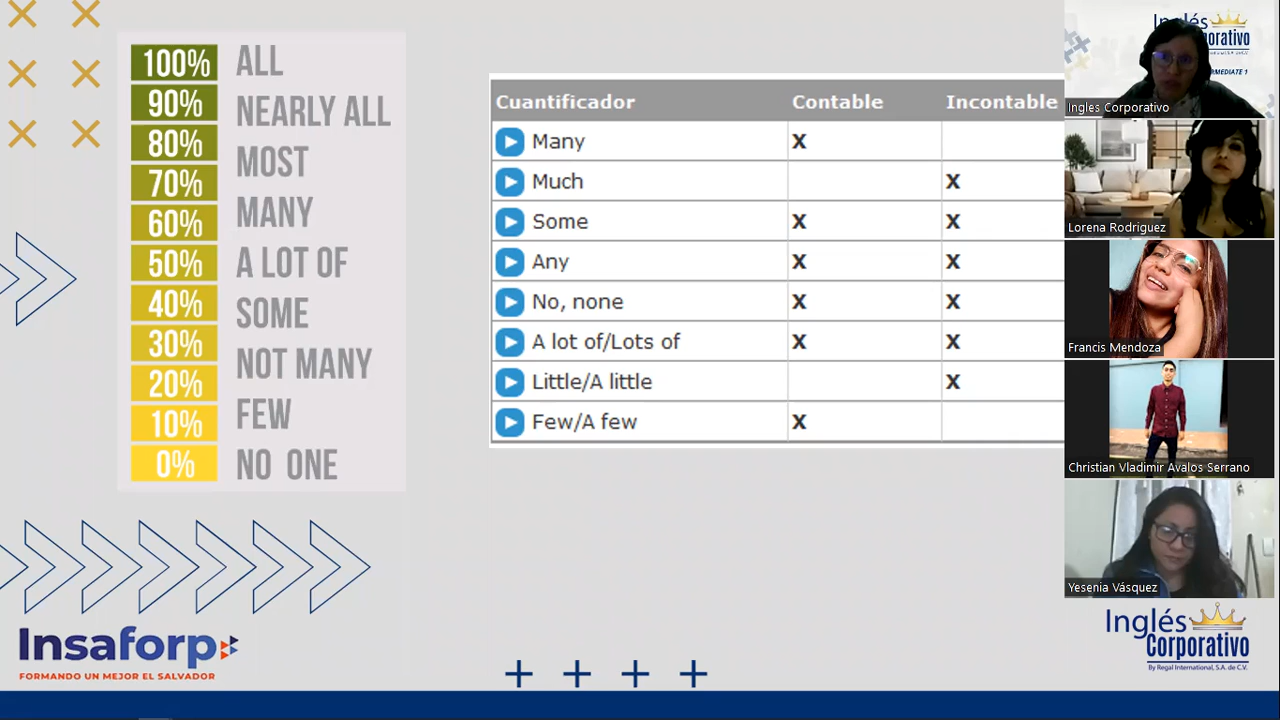 100% ALL
90% NEARLY ALL
80% MOST
70% MANY
60%
50% A LOT OF
40% SOME
30% NOT MANY
20%
10% FEW
0% NO ONE
Cuantificador Contable Incontable
Many X
Much X
Some X X
Any X X
No, none X X
A lot of/Lots of X X
Little/A little X
Few/A few X
Insaforp
FORMANDO UN MEJOR EL SALVADOR
Inglés
Ingles Corporativo
Lorena Rodriguez
Francis Mendoza
Christian Vladimir Avalos Serrano
Yesenia Vásquez
Inglés
Corporativo
By Regal International, S.A. de C.V.